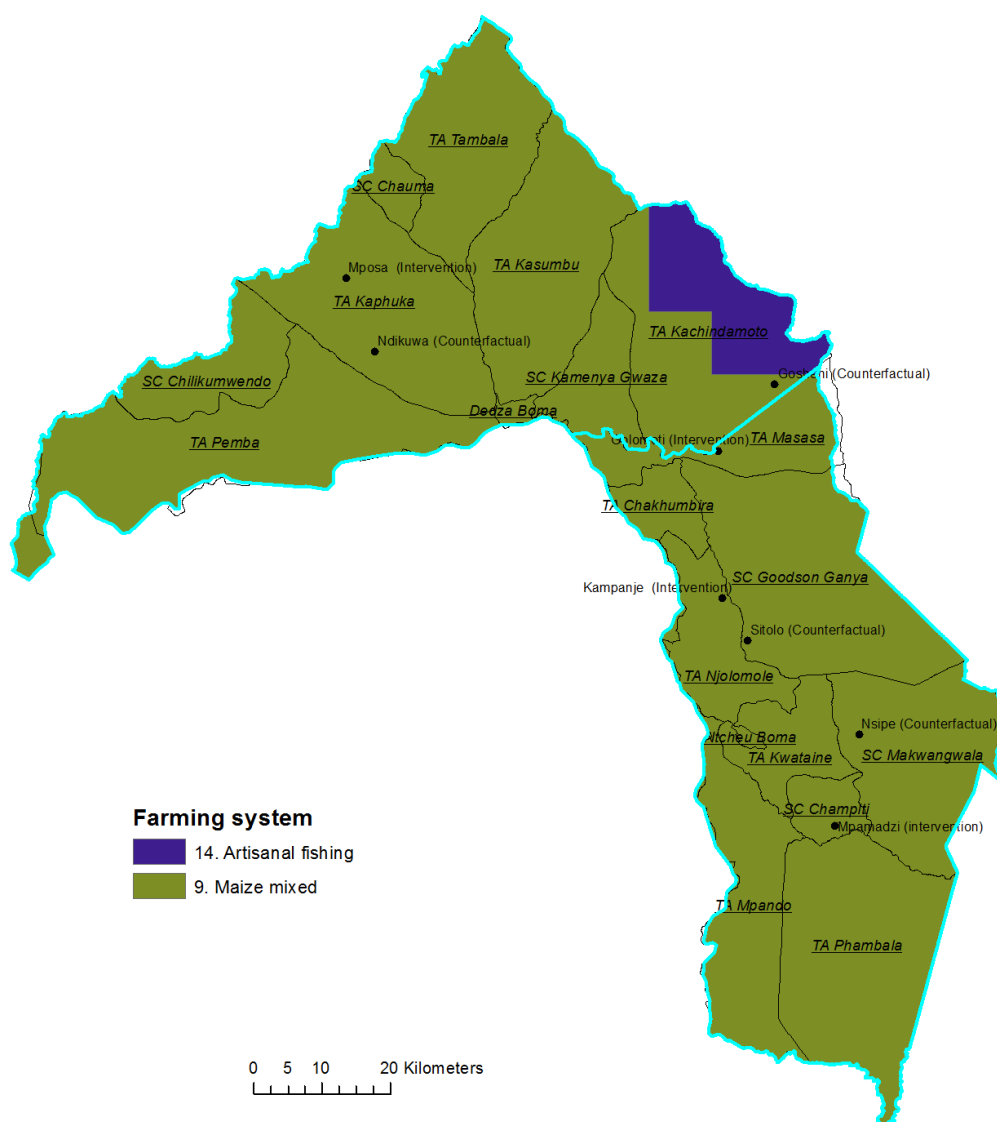 TA Tambala
SC Chauma
Mposa (Intervention)
TA Kasumbu
TA Kaphuka
TA Kachindamoto
Ndikuwa (Counterfactual)
SC Chilikumwendo
SC Kamenya Gwaza
(Counterfactual)
Dedza Boma
TA Pemba
Golomoti (Intervention)
TA Masasa
TA Chakhumbira
SC Goodson Ganya
Kampanje (Intervention)
Sitolo (Counterfactual)
TA Njolomole
Nsipe (Counterfactual)
Ntcheu Boma
TA Kwataine
SC Makwangwala
SC Champiti
Mpamadzi (intervention)
Farming system
14. Artisanal fishing
9. Maize mixed
TA Mpando
TA Phambala
0 5 10 20 Kilometers